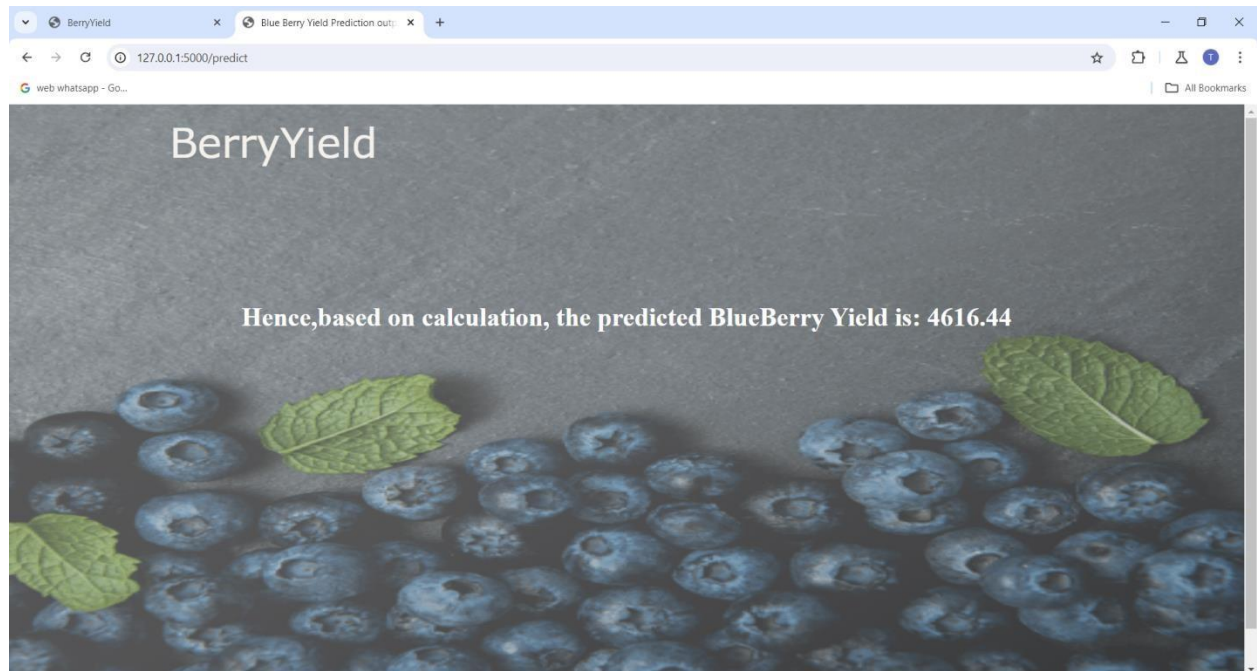 BerryYield
Blue Berry Yield Prediction outp
127.0.0.1:5000/predict
G web whatsapp - Go...
All Bookmarks
T
BerryYield
Hence,based on calculation, the predicted BlueBerry Yield is: 4616.44